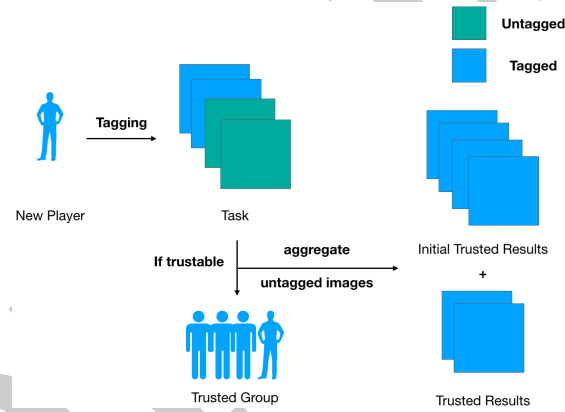 Untagged
Tagged
Tagging
New Player
Task
If trustable
aggregate
untagged images
Initial Trusted Results
+
Trusted Group
Trusted Results